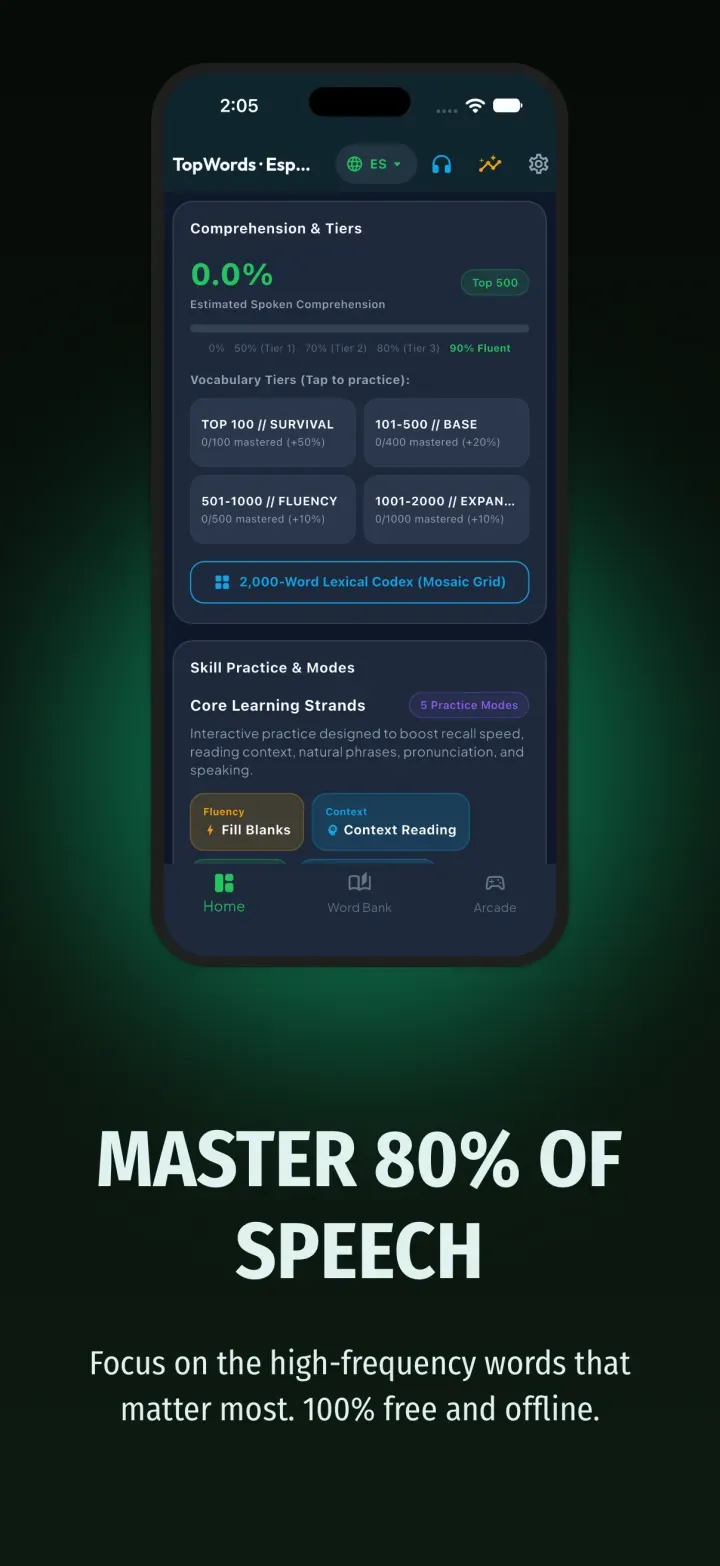 2:05
TopWords · Esp...
ES
Comprehension & Tiers
0.0%
Top 500
Estimated Spoken Comprehension
0% 50% (Tier 1) 70% (Tier 2) 80% (Tier 3) 90% Fluent
Vocabulary Tiers (Tap to practice):
TOP 100 // SURVIVAL
0/100 mastered (+50%)
101-500 // BASE
0/400 mastered (+20%)
501-1000 // FLUENCY
0/500 mastered (+10%)
1001-2000 // EXPAN...
0/1000 mastered (+10%)
2,000-Word Lexical Codex (Mosaic Grid)
Skill Practice & Modes
Core Learning Strands
5 Practice Modes
Interactive practice designed to boost recall speed,
reading context, natural phrases, pronunciation, and
speaking.
Fluency
Fill Blanks
Context
Context Reading
Home
Word Bank
Arcade
MASTER 80% OF
SPEECH
Focus on the high-frequency words that
matter most. 100% free and offline.